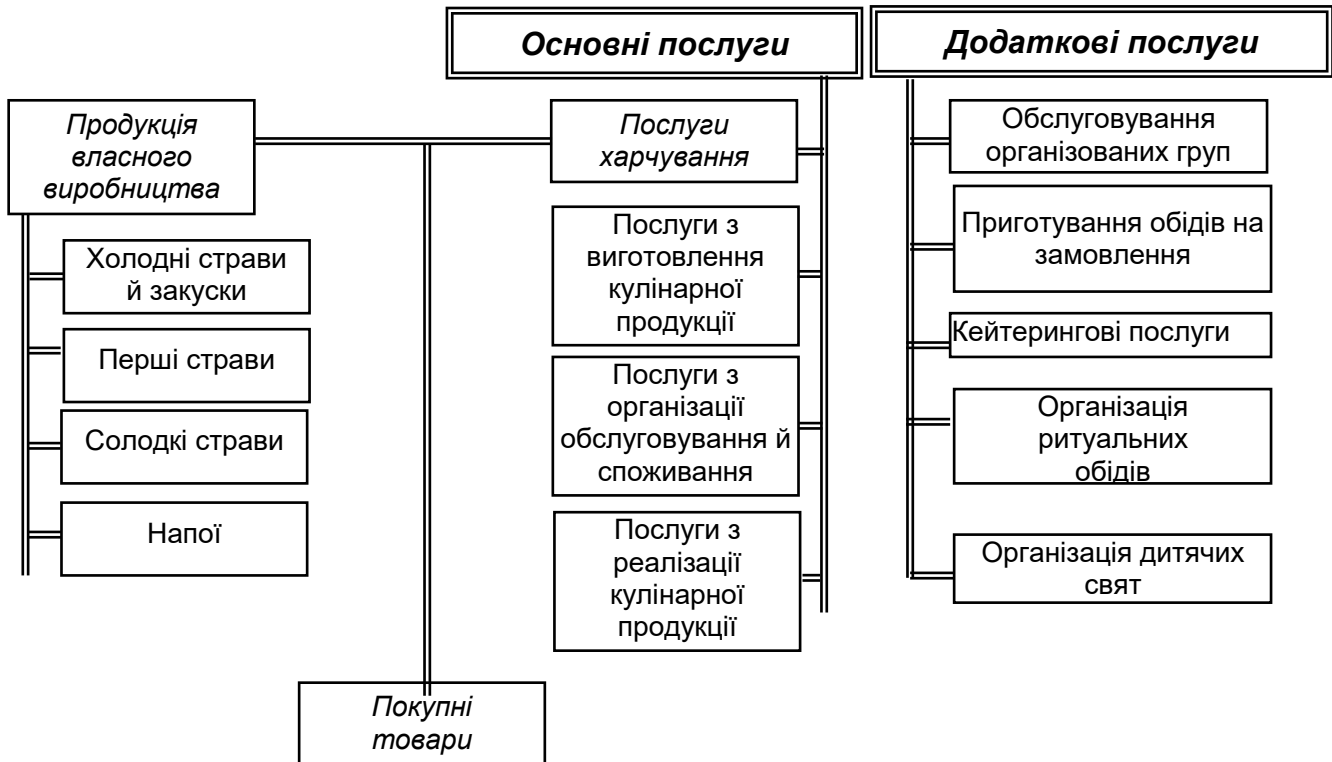 Основні послуги
Додаткові послуги
Продукція
власного
виробництва
Холодні страви
й закуски
Перші страви
Солодкі страви
Напої
Послуги
харчування
Послуги з
виготовлення
кулінарної
продукції
Послуги з
організації
обслуговування й
споживання
Послуги з
реалізації
кулінарної
продукції
Покупні
товари
Обслуговування
організованих груп
Приготування обідів на
замовлення
Кейтерингові послуги
Організація
ритуальних
обідів
Організація дитячих
свят